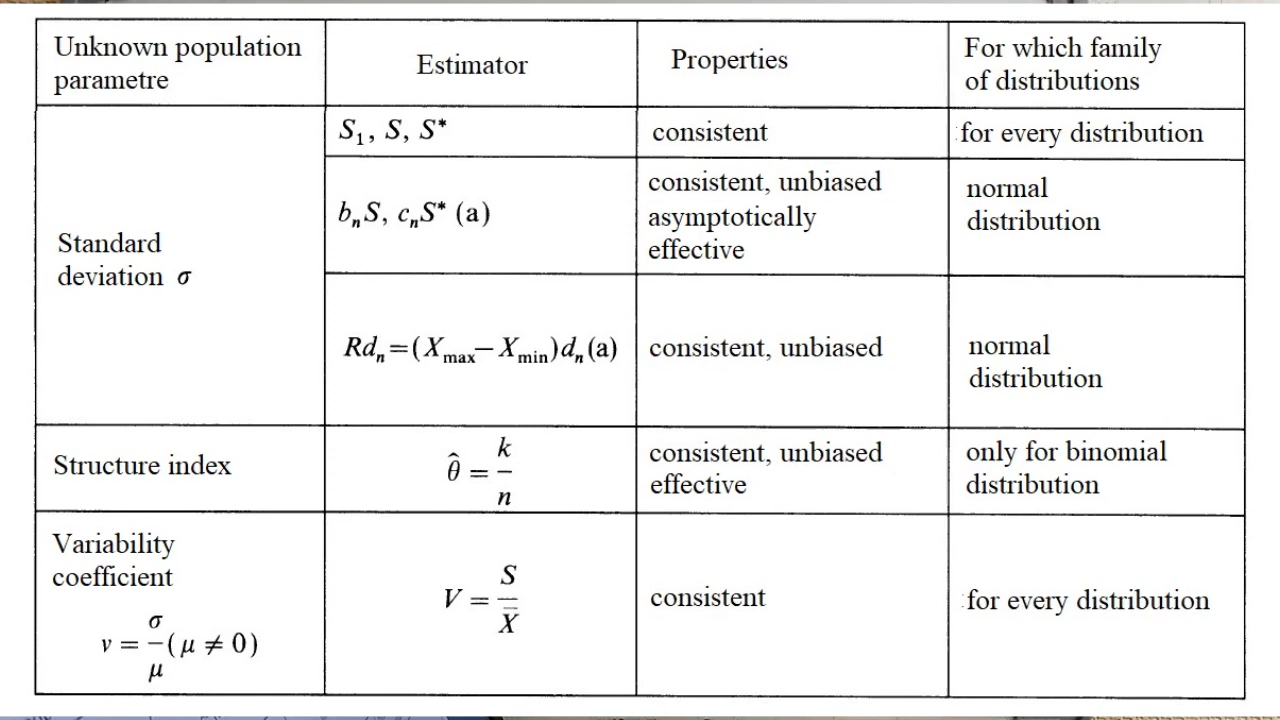 Unknown population
parametre
Estimator
Properties
For which family
of distributions
Standard
deviation σ
S₁, S, S*
consistent
for every distribution
bₙS, cₙS* (a)
consistent, unbiased
asymptotically
effective
normal
distribution
Rdₙ=(X_max−X_min)dₙ(a)
consistent, unbiased
normal
distribution
Structure index
θ̂ = k/n
consistent, unbiased
effective
only for binomial
distribution
Variability
coefficient
v = σ/μ (μ ≠ 0)
V = S/X̄
consistent
for every distribution